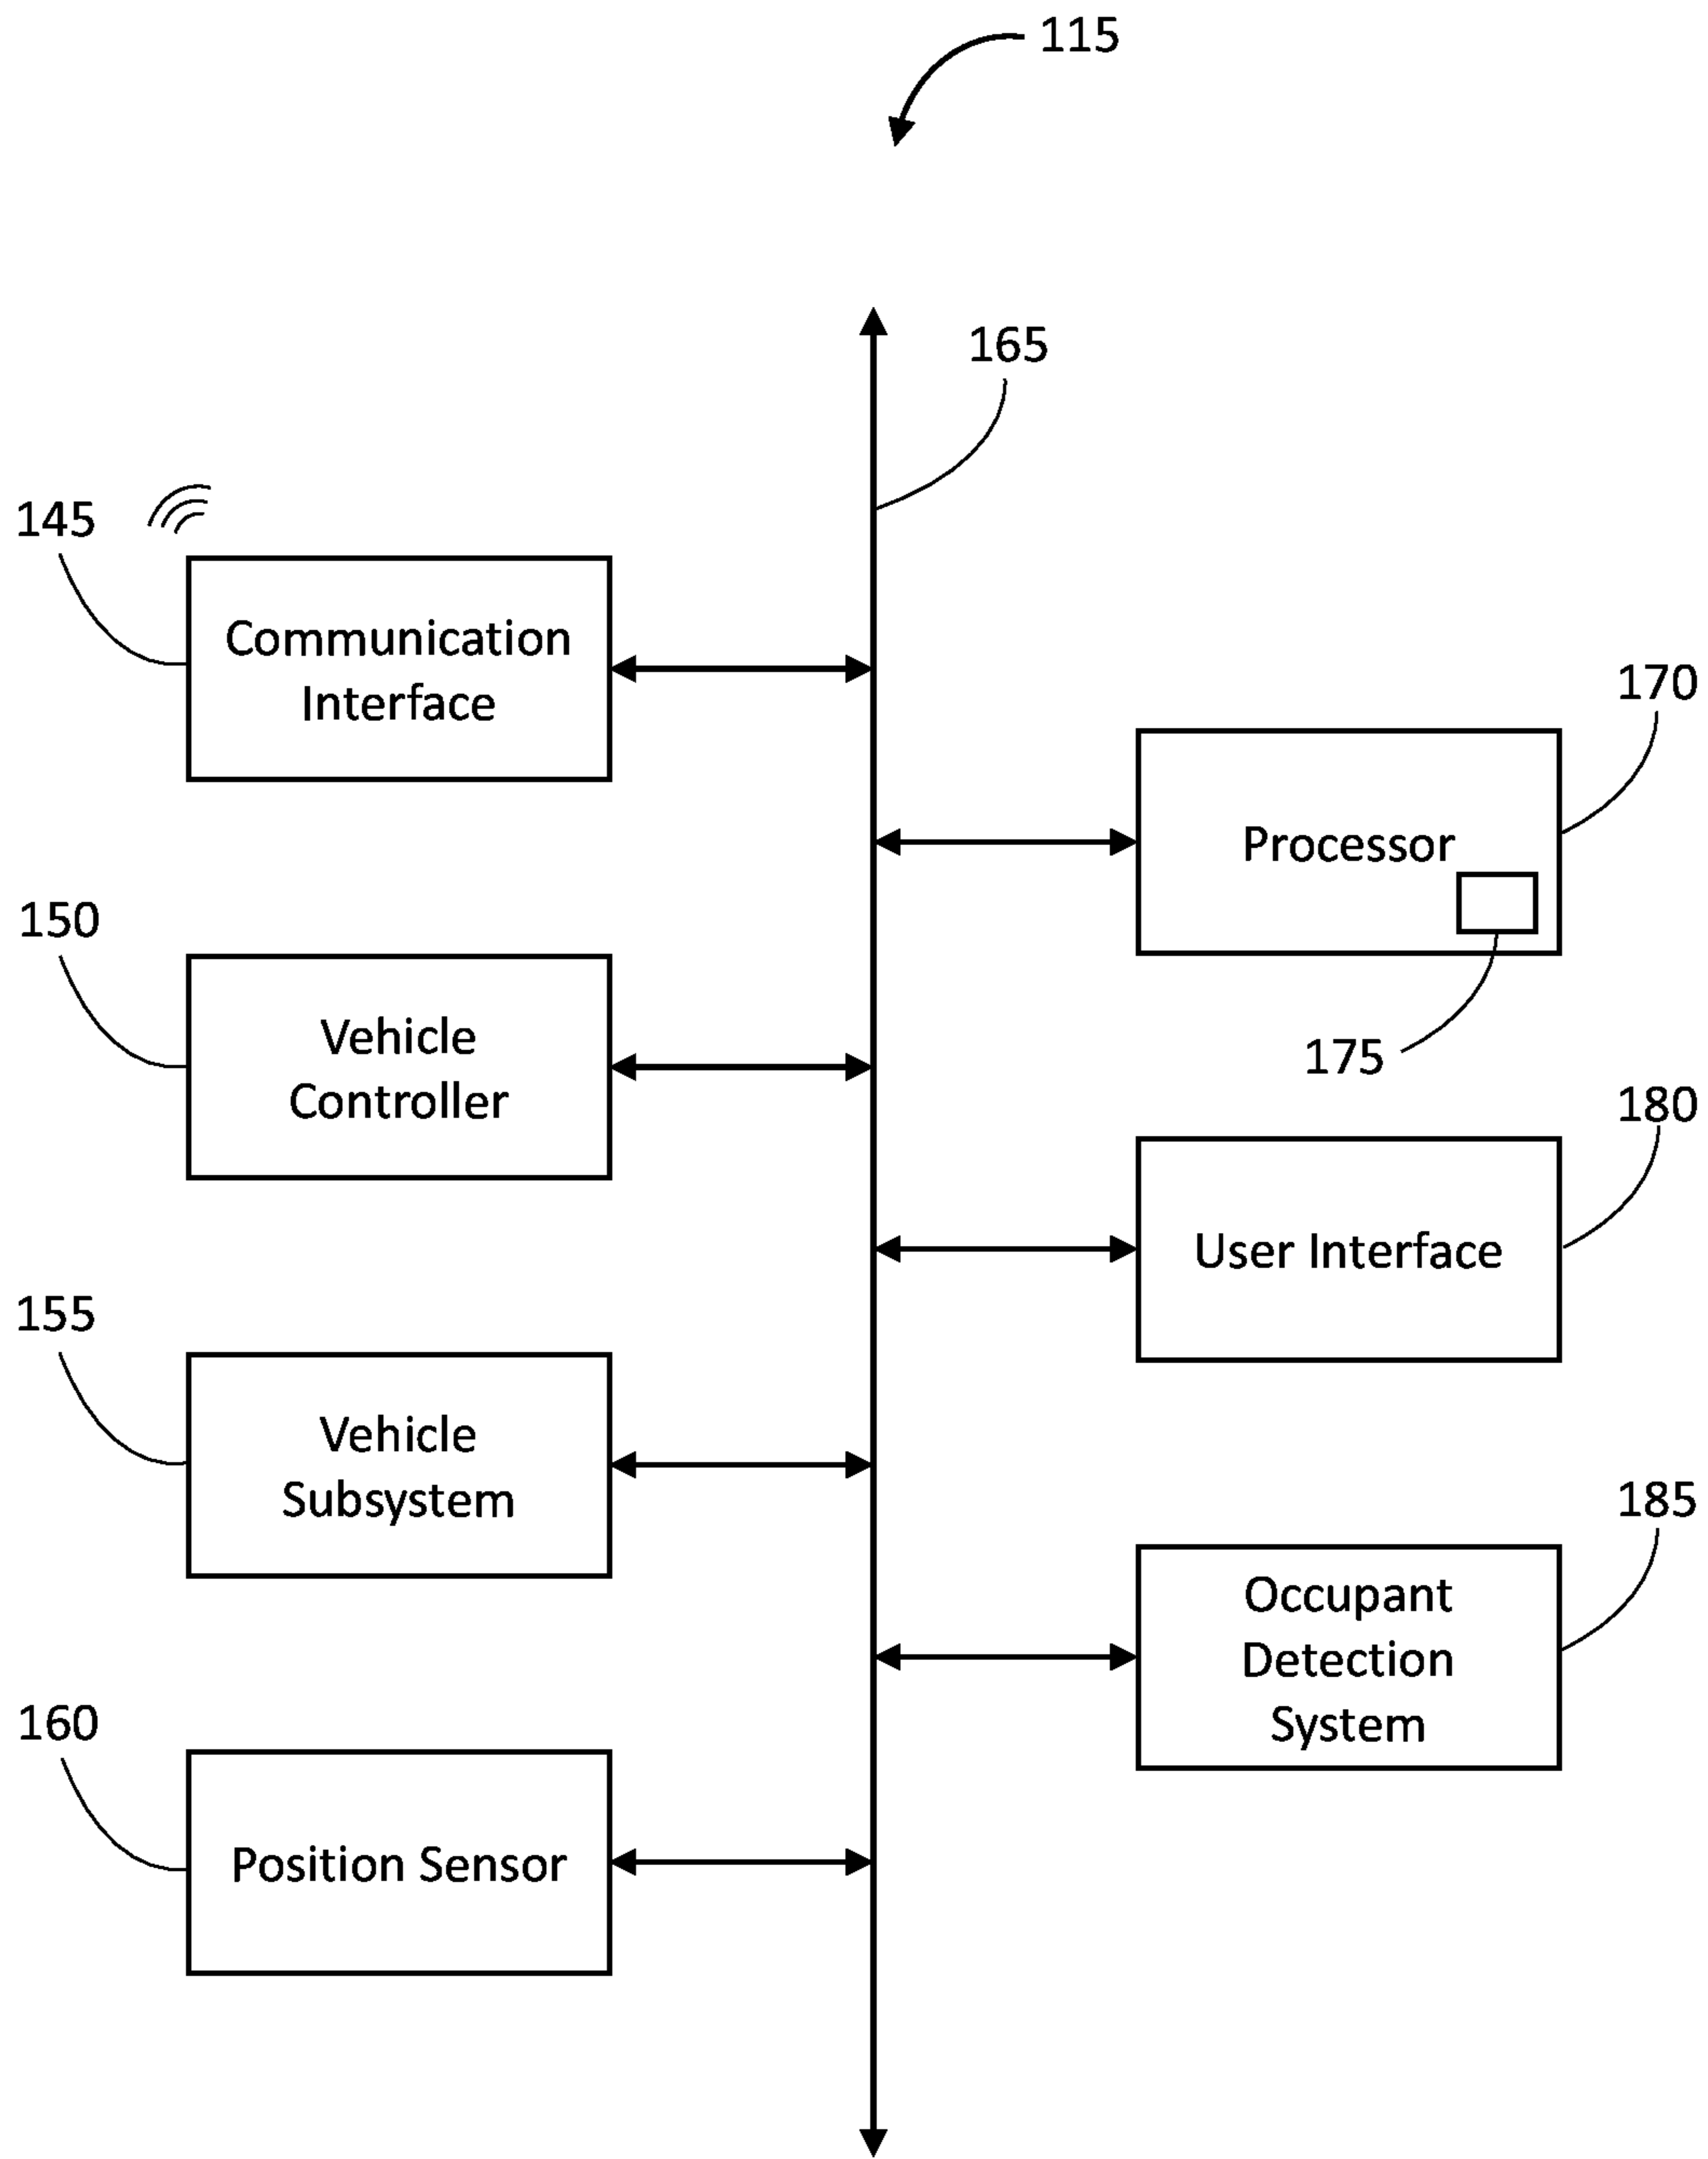 115
165
145
Communication
Interface
170
Processor
150
Vehicle
Controller
175
180
User Interface
155
Vehicle
Subsystem
185
Occupant
Detection
System
160
Position Sensor